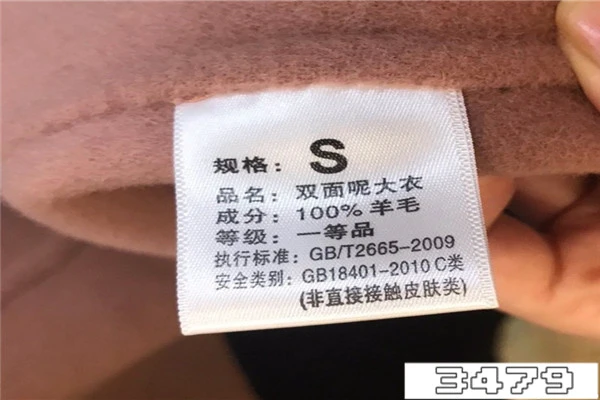 规格：S
品名：双面呢大衣
成分：100%羊毛
等级：一等品
执行标准：GB/T2665-2009
安全类别：GB18401-2010 C类
(非直接接触皮肤类)
3479